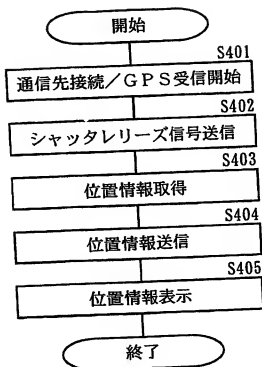 開始
S401
通信先接続／GPS受信開始
S402
シャッタレリーズ信号送信
S403
位置情報取得
S404
位置情報送信
S405
位置情報表示
終了